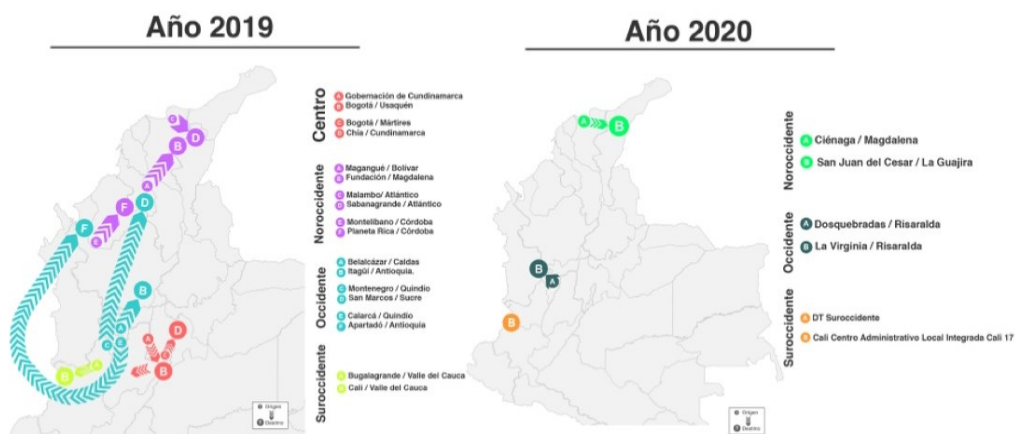 Año 2019
Centro
A Gobernación de Cundinamarca
B Bogotá / Usaquén
C Bogotá / Mártires
D Chía / Cundinamarca
Noroccidente
A Magangué / Bolívar
B Fundación / Magdalena
C Malambo/ Atlántico
D Sabanagrande / Atlántico
E Montelíbano / Córdoba
F Planeta Rica / Córdoba
Occidente
A Belalcázar / Caldas
B Itagüí / Antioquia.
C Montenegro / Quindío
D San Marcos / Sucre
E Calarcá / Quindío
F Apartadó / Antioquia
Suroccidente
Bugalagrande / Valle del Cauca
Cali / Valle del Cauca
C
D
B
A
F
E
D
F
B
A
C
E
A
D
C
B
B
Origen
Destino
Año 2020
Noroccidente
A Ciénaga / Magdalena
B San Juan del Cesar / La Guajira
Occidente
A Dosquebradas / Risaralda
B La Virginia / Risaralda
Suroccidente
A DT Suroccidente
B Cali Centro Administrativo Local Integrada Cali 17
A
B
B
A
B
Origen
Destino